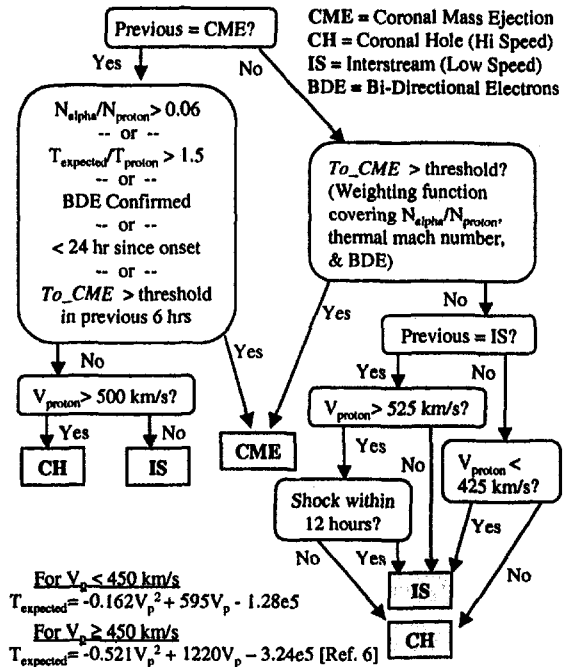 Previous = CME?
CME = Coronal Mass Ejection
CH = Coronal Hole (Hi Speed)
IS = Interstream (Low Speed)
BDE = Bi-Directional Electrons
Yes
No
N_alpha/N_proton > 0.06
-- or --
T_expected/T_proton > 1.5
-- or --
BDE Confirmed
-- or --
< 24 hr since onset
-- or --
To_CME > threshold
in previous 6 hrs
To_CME > threshold?
(Weighting function
covering N_alpha/N_proton,
thermal mach number,
& BDE)
No
Yes
Yes
No
V_proton > 500 km/s?
Yes
No
CH
IS
CME
Previous = IS?
Yes
No
V_proton > 525 km/s?
Yes
No
V_proton <
425 km/s?
Shock within
12 hours?
No
Yes
Yes
No
IS
CH
For V_p < 450 km/s
T_expected = -0.162V_p² + 595V_p - 1.28e5
For V_p ≥ 450 km/s
T_expected = -0.521V_p² + 1220V_p – 3.24e5 [Ref. 6]